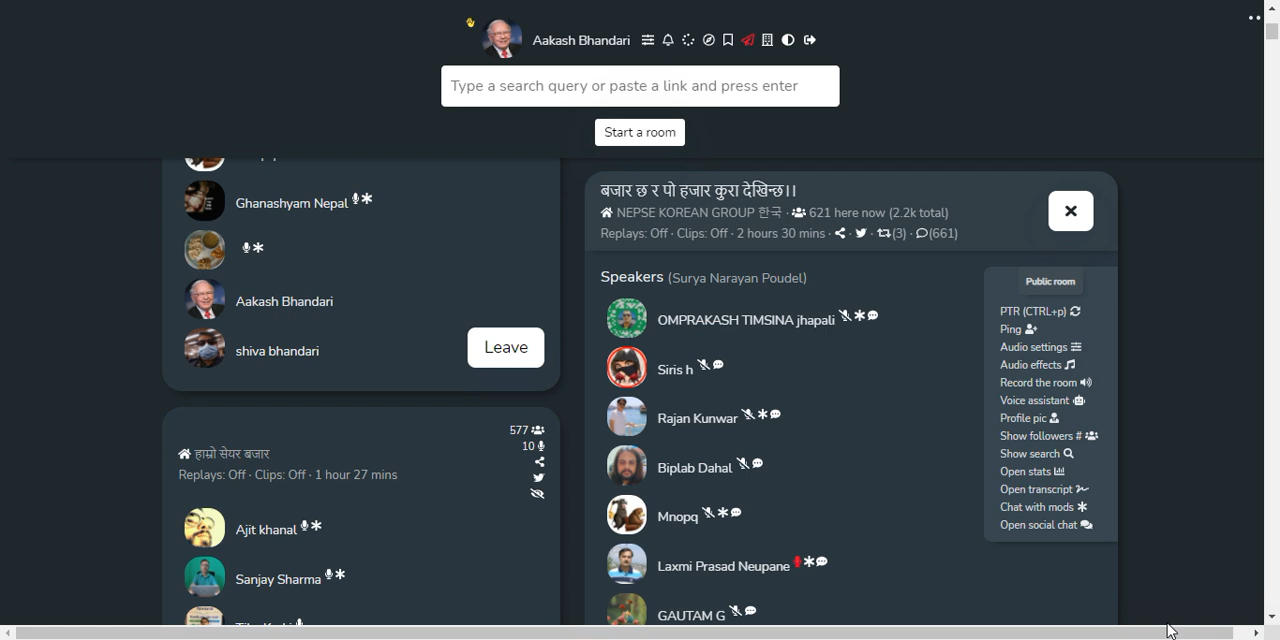 Aakash Bhandari
Type a search query or paste a link and press enter
Start a room
Ghanashyam Nepal
Aakash Bhandari
shiva bhandari
Leave
577
10
हाम्रो सेयर बजार
Replays: Off · Clips: Off · 1 hour 27 mins
Ajit khanal
Sanjay Sharma
बजार छ र पो हजार कुरा देखिन्छ।।
NEPSE KOREAN GROUP 한국 · 621 here now (2.2k total)
Replays: Off · Clips: Off · 2 hours 30 mins · · · (3) · (661)
Speakers (Surya Narayan Poudel)
OMPRAKASH TIMSINA jhapali
Siris h
Rajan Kunwar
Biplab Dahal
Mnopq
Laxmi Prasad Neupane
GAUTAM G
Public room
PTR (CTRL+p)
Ping
Audio settings
Audio effects
Record the room
Voice assistant
Profile pic
Show followers #
Show search
Open stats
Open transcript
Chat with mods
Open social chat